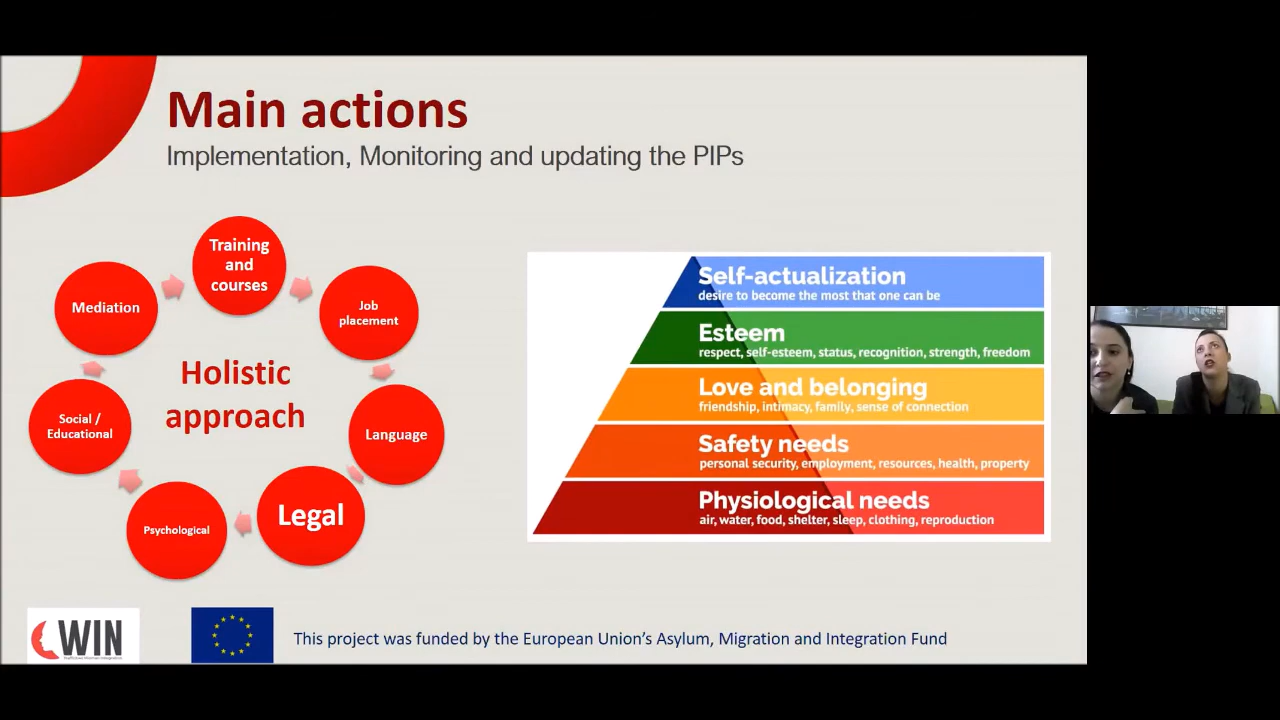 Main actions
Implementation, Monitoring and updating the PIPs
Training
and
courses
Job
placement
Language
Legal
Psychological
Social /
Educational
Mediation
Holistic
approach
Self-actualization
desire to become the most that one can be
Esteem
respect, self-esteem, status, recognition, strength, freedom
Love and belonging
friendship, intimacy, family, sense of connection
Safety needs
personal security, employment, resources, health, property
Physiological needs
air, water, food, shelter, sleep, clothing, reproduction
WIN
This project was funded by the European Union's Asylum, Migration and Integration Fund